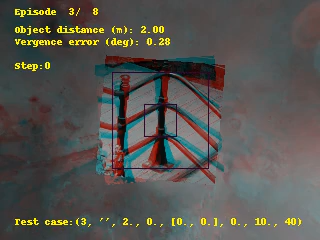 Episode  3/  8
Object distance (m): 2.00
Vergence error (deg): 0.28
Step:0
Test case:(3, '', 2., 0., [0., 0.], 0., 10., 40)